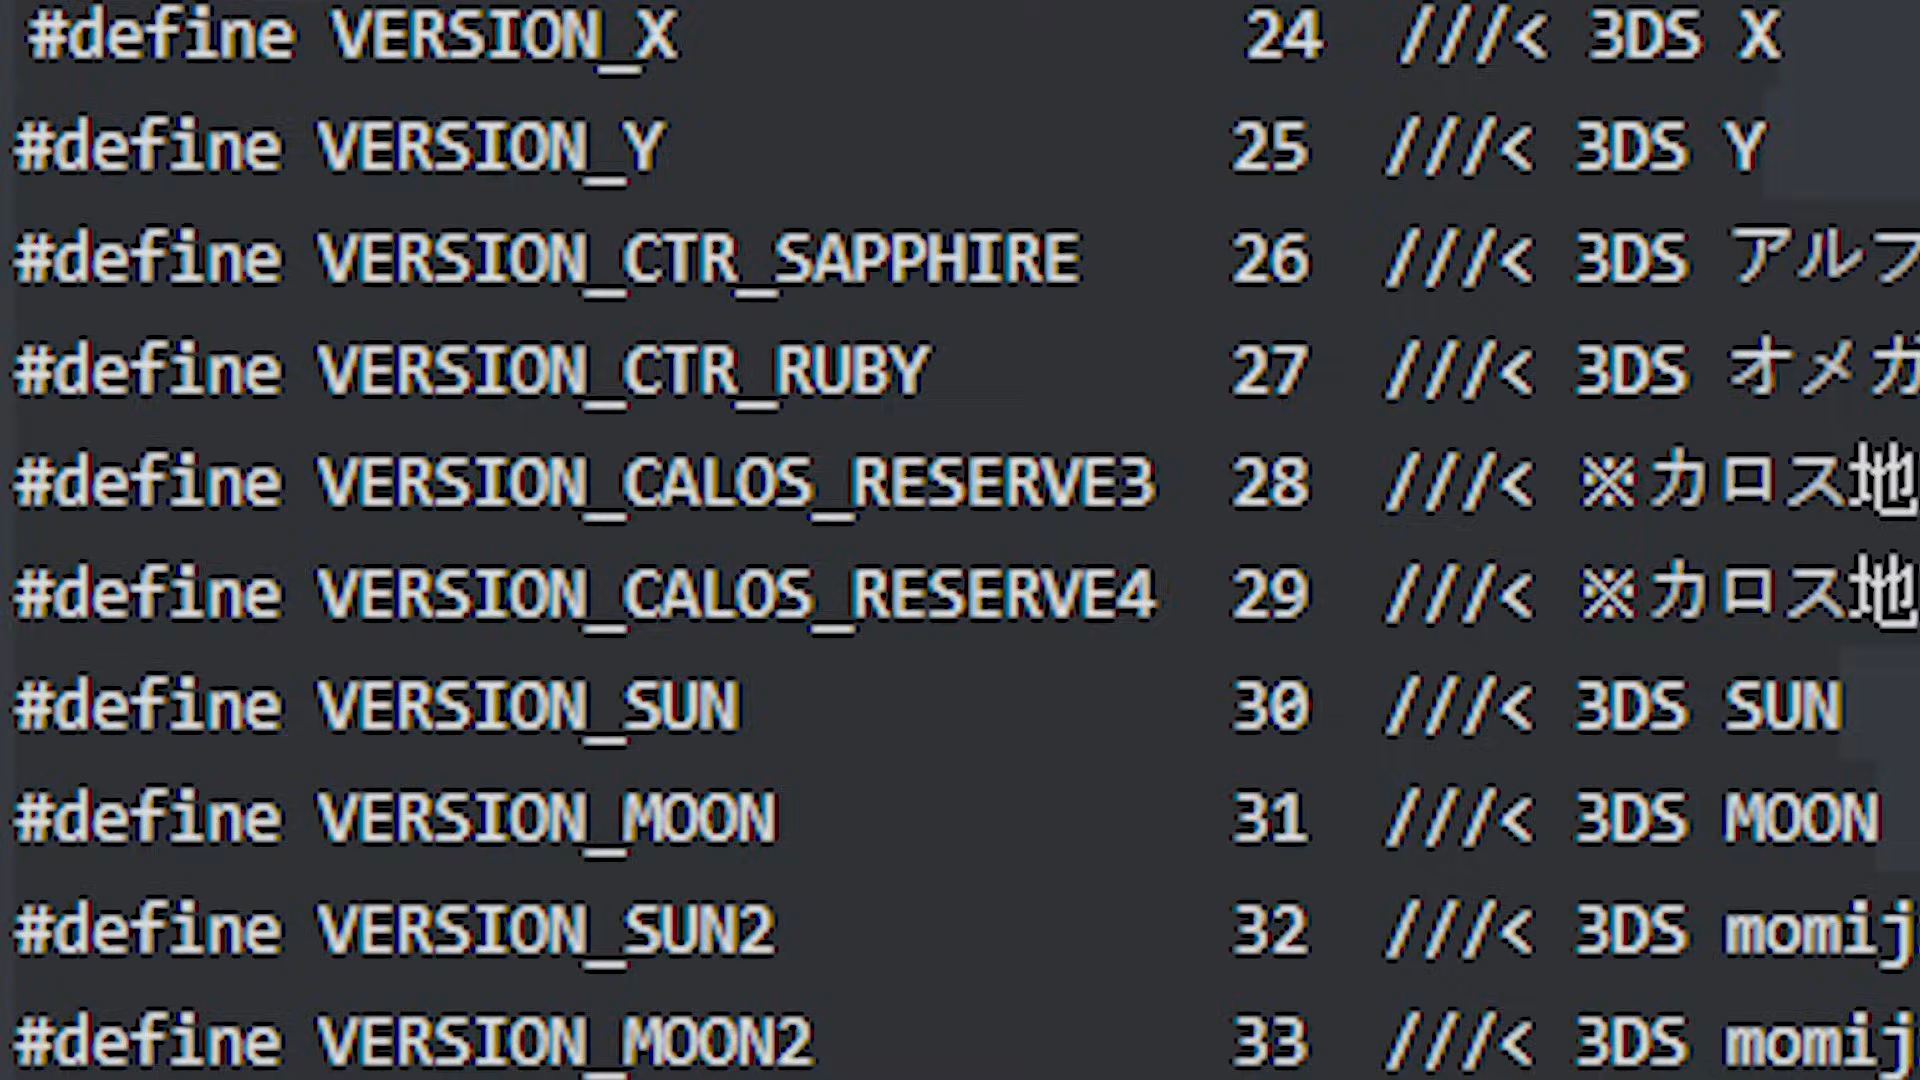 #define VERSION_X 24 ///< 3DS X
#define VERSION_Y 25 ///< 3DS Y
#define VERSION_CTR_SAPPHIRE 26 ///< 3DS アルフ
#define VERSION_CTR_RUBY 27 ///< 3DS オメガ
#define VERSION_CALOS_RESERVE3 28 ///< ※カロス地
#define VERSION_CALOS_RESERVE4 29 ///< ※カロス地
#define VERSION_SUN 30 ///< 3DS SUN
#define VERSION_MOON 31 ///< 3DS MOON
#define VERSION_SUN2 32 ///< 3DS momij
#define VERSION_MOON2 33 ///< 3DS momij